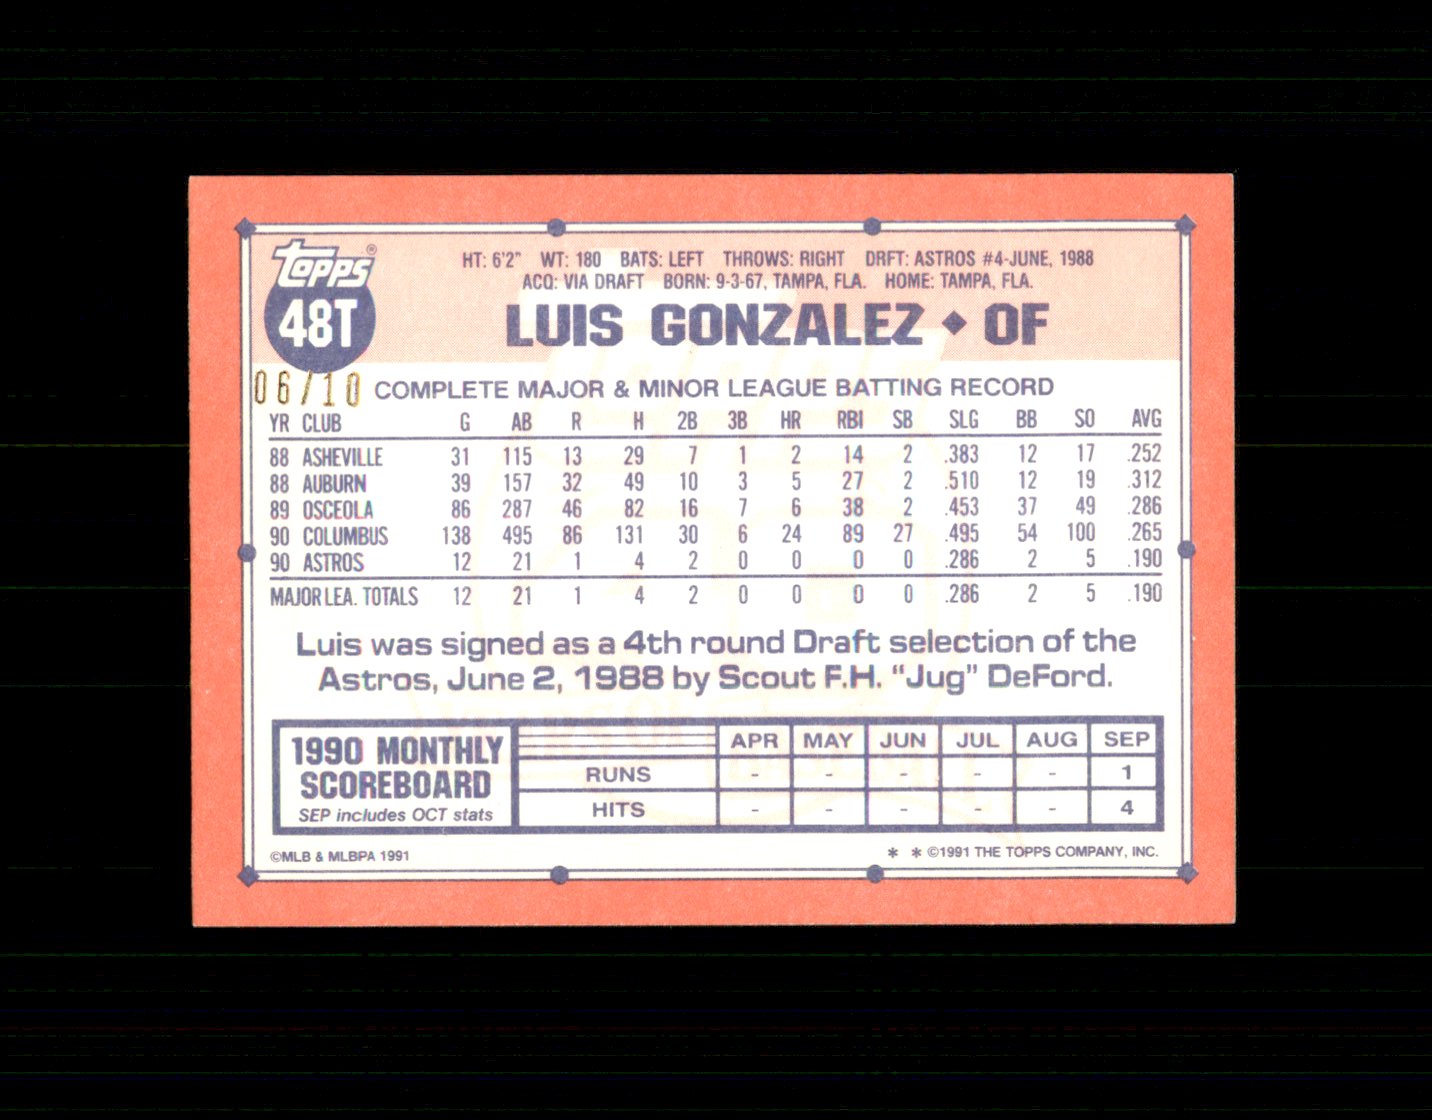 topps®
48T
HT: 6'2" WT: 180 BATS: LEFT THROWS: RIGHT DRFT: ASTROS #4-JUNE, 1988
ACQ: VIA DRAFT BORN: 9-3-67, TAMPA, FLA. HOME: TAMPA, FLA.
LUIS GONZALEZ ◆ OF
06/10
COMPLETE MAJOR & MINOR LEAGUE BATTING RECORD
YR CLUB G AB R H 2B 3B HR RBI SB SLG BB SO AVG
88 ASHEVILLE 31 115 13 29 7 1 2 14 2 .383 12 17 .252
88 AUBURN 39 157 32 49 10 3 5 27 2 .510 12 19 .312
89 OSCEOLA 86 287 46 82 16 7 6 38 2 .453 37 49 .286
90 COLUMBUS 138 495 86 131 30 6 24 89 27 .495 54 100 .265
90 ASTROS 12 21 1 4 2 0 0 0 0 .286 2 5 .190
MAJOR LEA. TOTALS 12 21 1 4 2 0 0 0 0 .286 2 5 .190
Luis was signed as a 4th round Draft selection of the
Astros, June 2, 1988 by Scout F.H. "Jug" DeFord.
1990 MONTHLY
SCOREBOARD
SEP includes OCT stats
APR MAY JUN JUL AUG SEP
RUNS - - - - - 1
HITS - - - - - 4
©MLB & MLBPA 1991
* * ©1991 THE TOPPS COMPANY, INC.